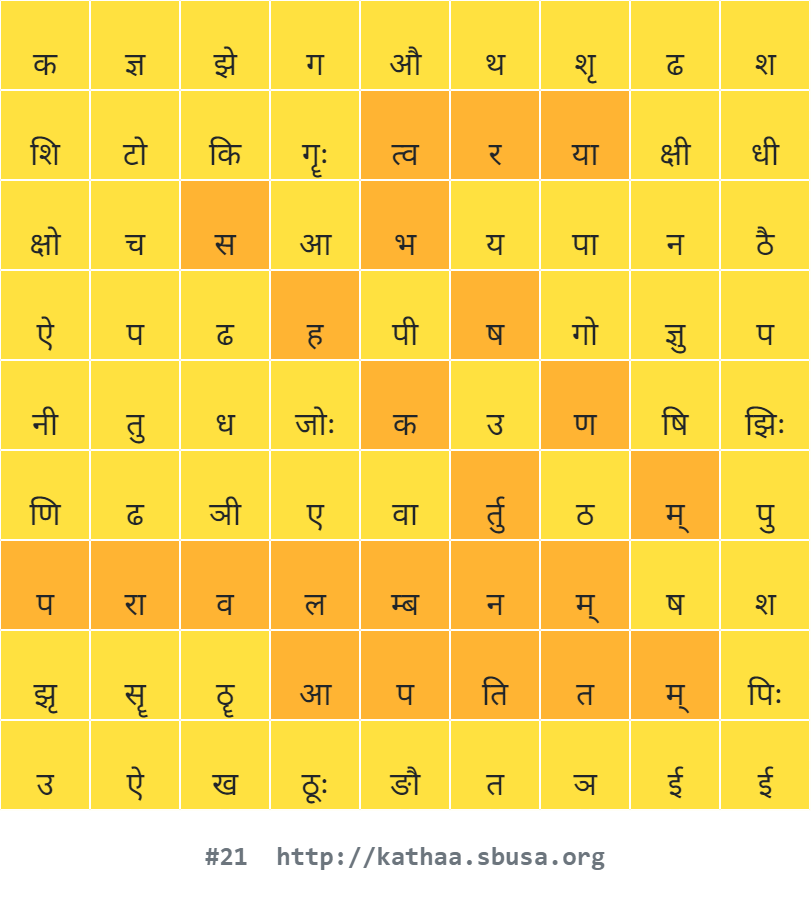 क ज्ञ झे ग औ थ शृ ढ श
शि टो कि गॄः त्व र या क्षी धी
क्षो च स आ भ य पा न ठै
ऐ प ढ ह पी ष गो ज्ञु प
नी तु ध जोः क उ ण षि झिः
णि ढ ञी ए वा र्तु ठ म् पु
प रा व ल म्ब न म् ष श
झृ सॄ ठॄ आ प ति त म् पिः
उ ऐ ख ठूः ङौ त ञ ई ई
#21 http://kathaa.sbusa.org